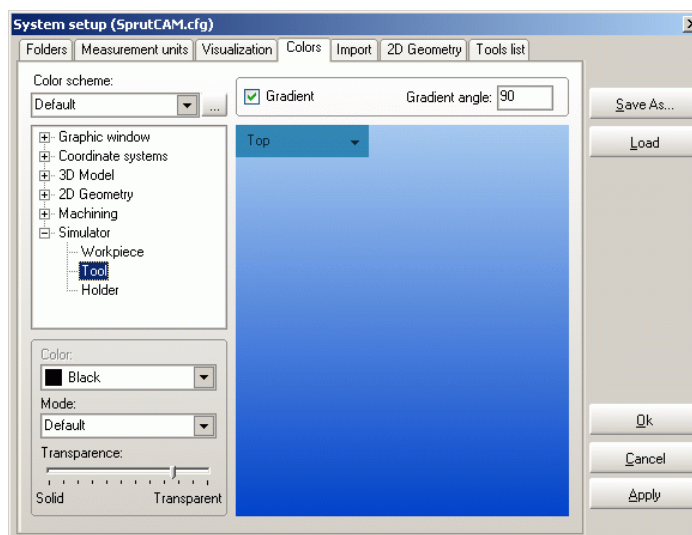 System setup (SprutCAM.cfg)
Folders Measurement units Visualization Colors Import 2D Geometry Tools list
Color scheme:
Default
...
Gradient
Gradient angle: 90
Save As...
Load
Graphic window
Coordinate systems
3D Model
2D Geometry
Machining
Simulator
Workpiece
Tool
Holder
Top
Color:
Black
Mode:
Default
Transparence:
Solid Transparent
Ok
Cancel
Apply